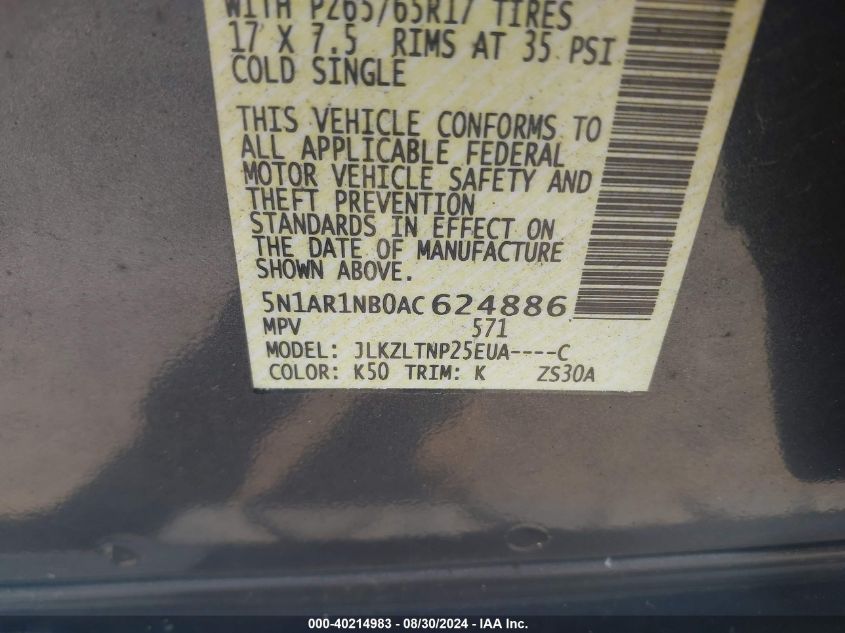 WITH P265/65R17 TIRES
17 X 7.5 RIMS AT 35 PSI
COLD SINGLE
THIS VEHICLE CONFORMS TO
ALL APPLICABLE FEDERAL
MOTOR VEHICLE SAFETY AND
THEFT PREVENTION
STANDARDS IN EFFECT ON
THE DATE OF MANUFACTURE
SHOWN ABOVE.
5N1AR1NB0AC624886
MPV 571
MODEL: JLKZLTNP25EUA----C
COLOR: K50 TRIM: K ZS30A
000-40214983 / 08/30/2024 - IAA Inc.